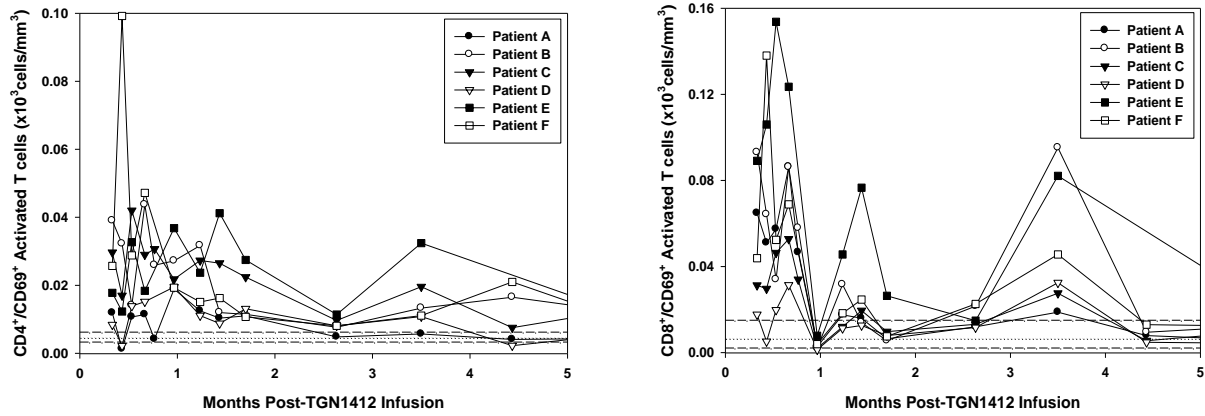 CD4+/CD69+ Activated T cells (x10³cells/mm³)
0.10
0.08
0.06
0.04
0.02
0.00
0 1 2 3 4 5
Months Post-TGN1412 Infusion
Patient A
Patient B
Patient C
Patient D
Patient E
Patient F
CD8+/CD69+ Activated T cells (x10³cells/mm³)
0.16
0.12
0.08
0.04
0.00
0 1 2 3 4 5
Months Post-TGN1412 Infusion
Patient A
Patient B
Patient C
Patient D
Patient E
Patient F